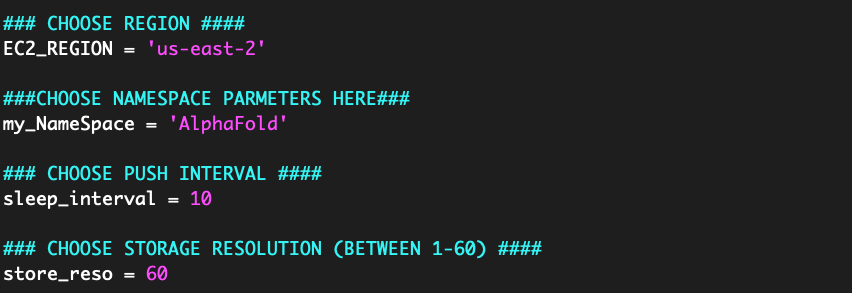 ### CHOOSE REGION ####
EC2_REGION = 'us-east-2'
###CHOOSE NAMESPACE PARMETERS HERE###
my_NameSpace = 'AlphaFold'
### CHOOSE PUSH INTERVAL ####
sleep_interval = 10
### CHOOSE STORAGE RESOLUTION (BETWEEN 1-60) ####
store_reso = 60